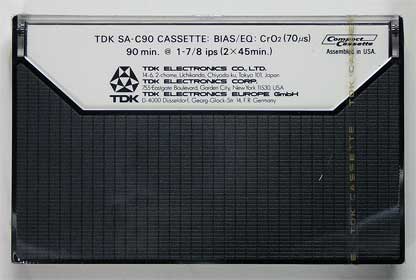 TDK SA-C90 CASSETTE: BIAS/EQ: CrO2 (70μs)
90 min. @ 1-7/8 ips (2×45min.)
Compact
Cassette
Assembled in USA.
TDK ELECTRONICS CO., LTD.
14-6, 2-chome, Uchikanda, Chiyoda-ku, Tokyo 101, Japan
TDK ELECTRONICS CORP.
755 Eastgate Boulevard, Garden City, New York 11530, USA
TDK ELECTRONICS EUROPE GmbH
D-4000 Düsseldorf, Georg-Glock-Str. 14, F.R. Germany
TDK
TDK CASSETTE
TDK CASSETTE